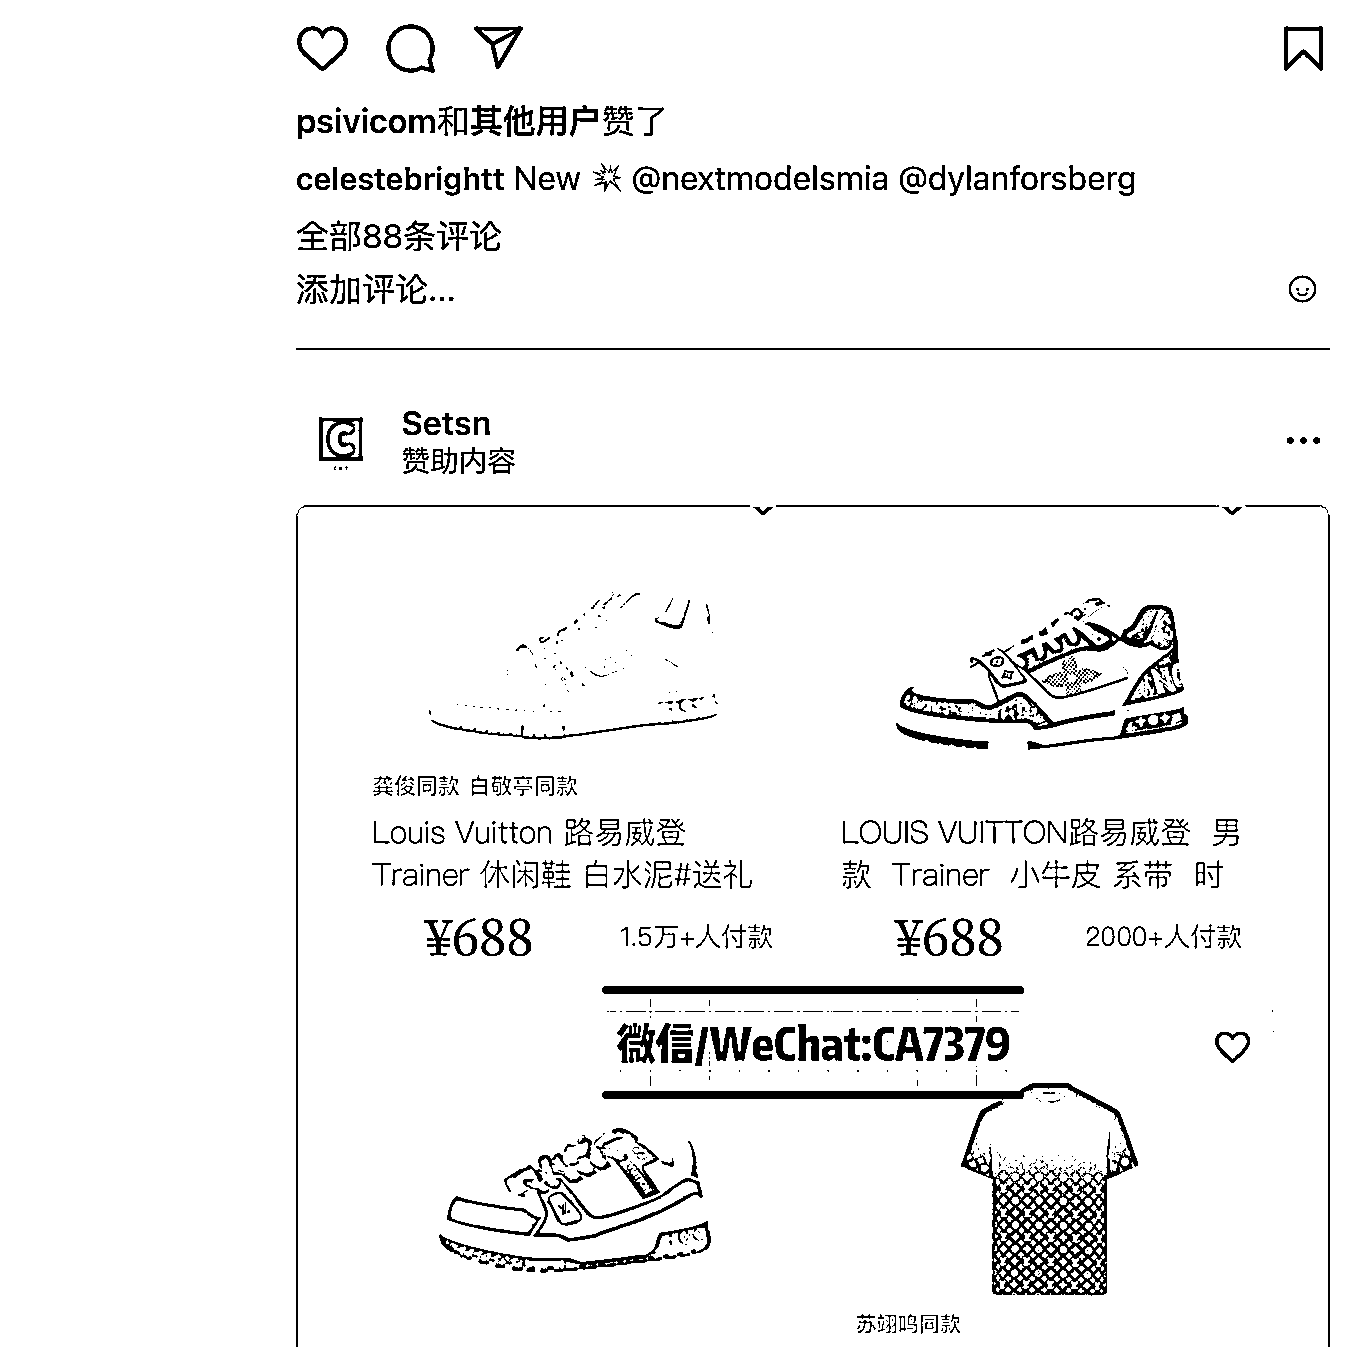 psivicom和其他用户赞了
celestebrightt New 💥 @nextmodelsmia @dylanforsberg
全部88条评论
添加评论...
Setsn
赞助内容
龚俊同款 白敬亭同款
Louis Vuitton 路易威登
Trainer 休闲鞋 白水泥#送礼
¥688 1.5万+人付款
LOUIS VUITTON路易威登 男
款 Trainer 小牛皮 系带 时
¥688 2000+人付款
微信/WeChat:CA7379
苏翊鸣同款